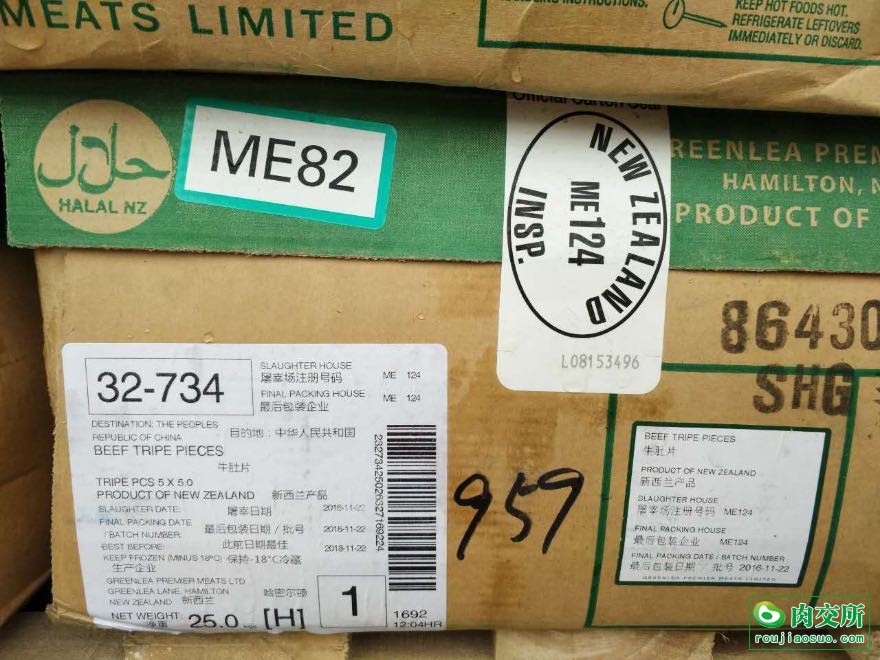 MEATS LIMITED
KEEP HOT FOODS HOT.
REFRIGERATE LEFTOVERS
IMMEDIATELY OR DISCARD.
حلال
HALAL NZ
ME82
Official Carton Seal
NEW ZEALAND
ME124
INSP.
L08153496
HAMILTON,
PRODUCT OF
86430
SHG
32-734
SLAUGHTER HOUSE
屠宰场注册号码 ME 124
FINAL PACKING HOUSE
最后包装企业 ME 124
DESTINATION: THE PEOPLES
REPUBLIC OF CHINA 目的地:中华人民共和国
BEEF TRIPE PIECES
牛肚片
TRIPE PCS 5 X 5.0
PRODUCT OF NEW ZEALAND 新西兰产品
SLAUGHTER DATE: 屠宰日期 2016-11-22
FINAL PACKING DATE
/ BATCH NUMBER 最后包装日期/批号 2016-11-22
BEST BEFORE: 此前日期最佳 2018-11-22
KEEP FROZEN (MINUS 18°C) 保持-18°C冷藏
生产企业
GREENLEA PREMIER MEATS LTD
GREENLEA LANE, HAMILTON 哈密尔顿
NEW ZEALAND 新西兰
NET WEIGHT
净重 25.0 [H] 1
1692
12:04HR
959
BEEF TRIPE PIECES
牛肚片
PRODUCT OF NEW ZEALAND
新西兰产品
SLAUGHTER HOUSE
屠宰场注册号码 ME124
FINAL PACKING HOUSE
最后包装企业 ME124
FINAL PACKING DATE / BATCH NUMBER
最后包装日期/批号 2016-11-22
GREENLEA PREMIER MEATS LIMITED
肉交所
roujiaosuo.com